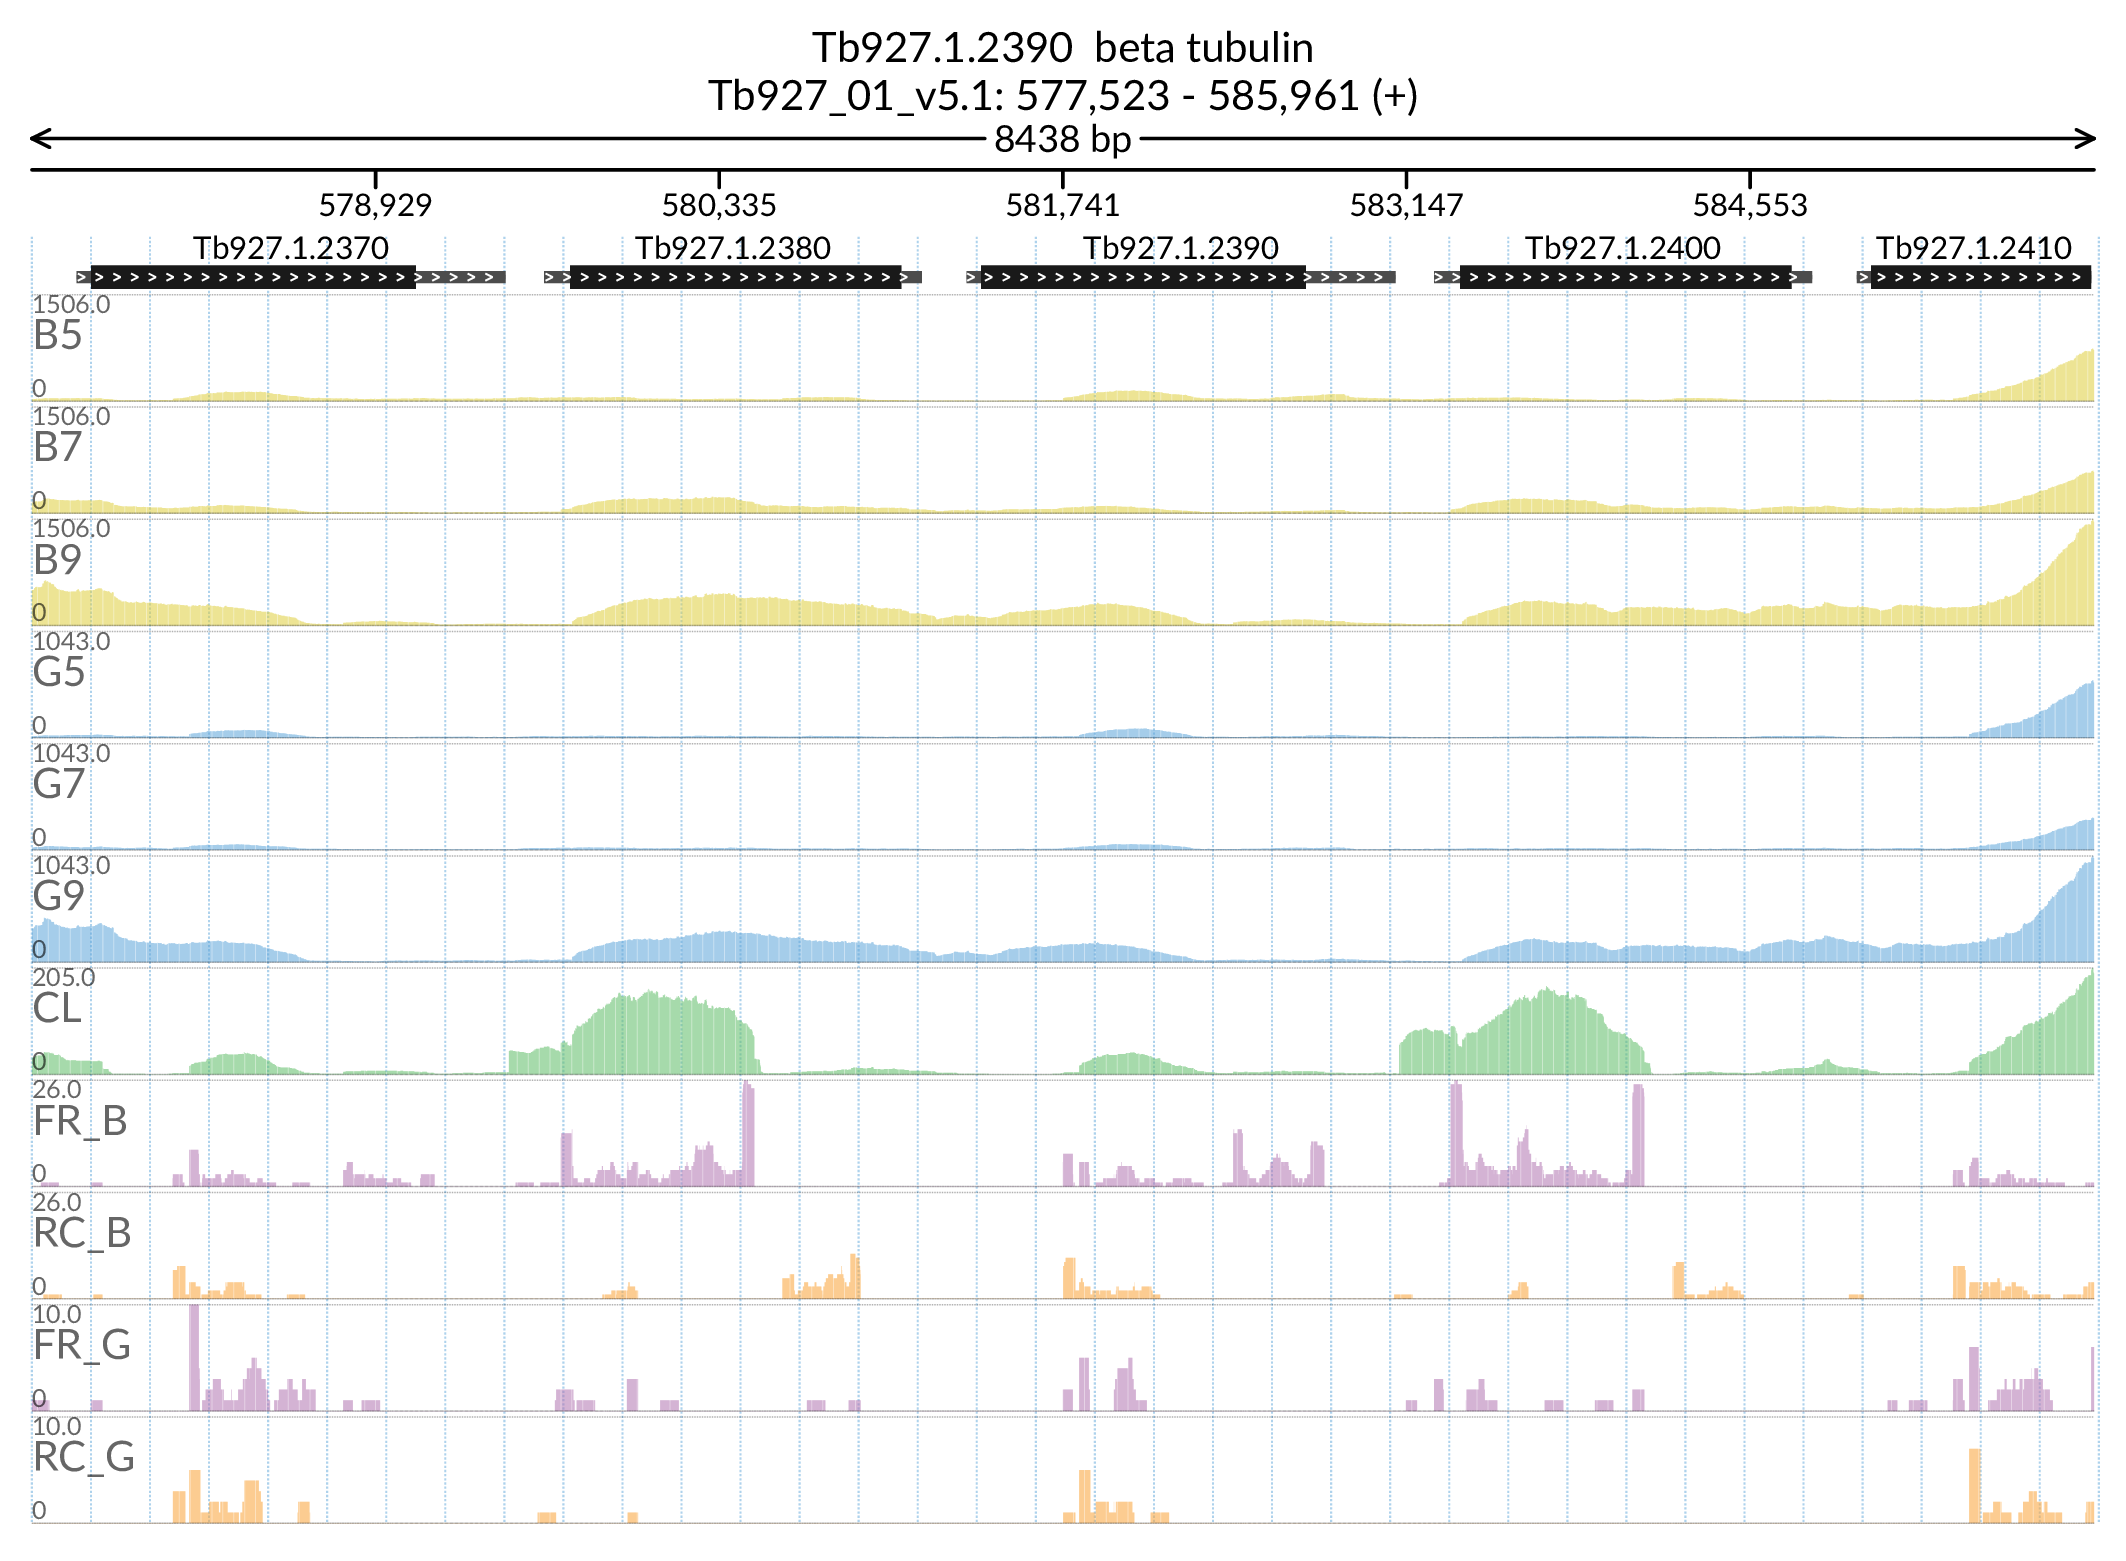 Tb927.1.2390  beta tubulin
Tb927_01_v5.1: 577,523 - 585,961 (+)
8438 bp
578,929 580,335 581,741 583,147 584,553
Tb927.1.2370 Tb927.1.2380 Tb927.1.2390 Tb927.1.2400 Tb927.1.2410
1506.0
B5
0
1506.0
B7
0
1506.0
B9
0
1043.0
G5
0
1043.0
G7
0
1043.0
G9
0
205.0
CL
0
26.0
FR_B
0
26.0
RC_B
0
10.0
FR_G
0
10.0
RC_G
0